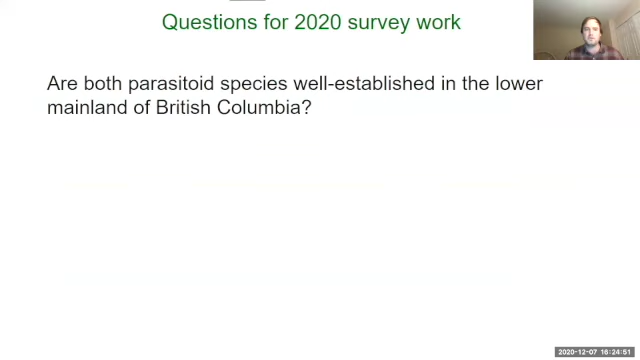 Questions for 2020 survey work
Are both parasitoid species well-established in the lower
mainland of British Columbia?
2020-12-07 16:24:51